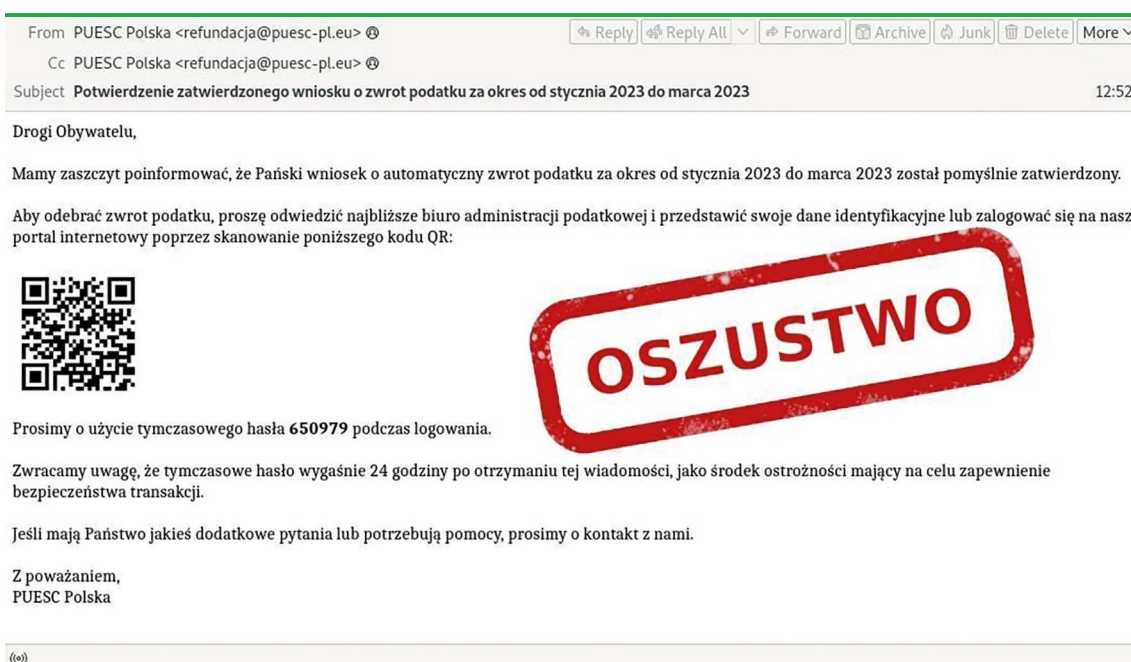 From PUESC Polska <refundacja@puesc-pl.eu>
Reply Reply All Forward Archive Junk Delete More
Cc PUESC Polska <refundacja@puesc-pl.eu>
Subject Potwierdzenie zatwierdzonego wniosku o zwrot podatku za okres od stycznia 2023 do marca 2023 12:52
Drogi Obywatelu,
Mamy zaszczyt poinformować, że Pański wniosek o automatyczny zwrot podatku za okres od stycznia 2023 do marca 2023 został pomyślnie zatwierdzony.
Aby odebrać zwrot podatku, proszę odwiedzić najbliższe biuro administracji podatkowej i przedstawić swoje dane identyfikacyjne lub zalogować się na nasz
portal internetowy poprzez skanowanie poniższego kodu QR:
OSZUSTWO
Prosimy o użycie tymczasowego hasła 650979 podczas logowania.
Zwracamy uwagę, że tymczasowe hasło wygaśnie 24 godziny po otrzymaniu tej wiadomości, jako środek ostrożności mający na celu zapewnienie
bezpieczeństwa transakcji.
Jeśli mają Państwo jakieś dodatkowe pytania lub potrzebują pomocy, prosimy o kontakt z nami.
Z poważaniem,
PUESC Polska